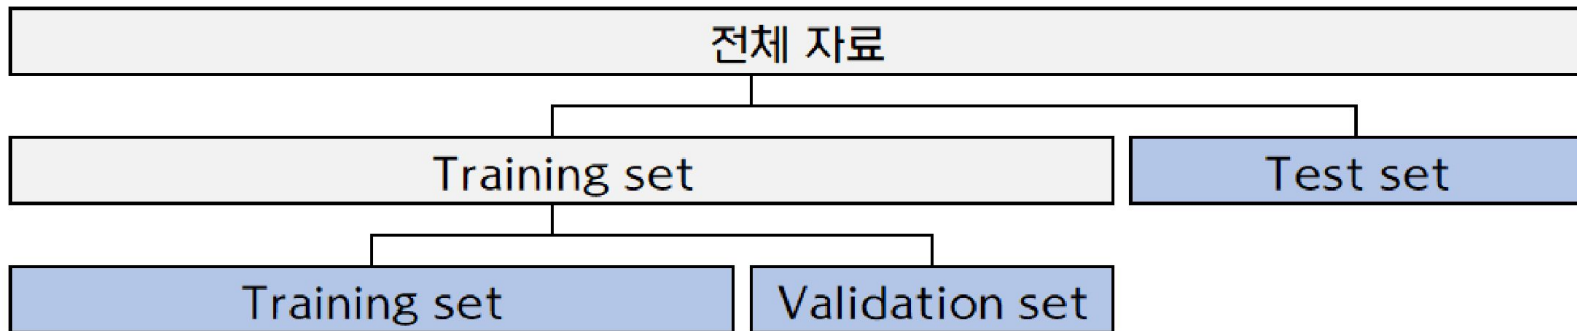 전체 자료
Training set
Test set
Training set
Validation set